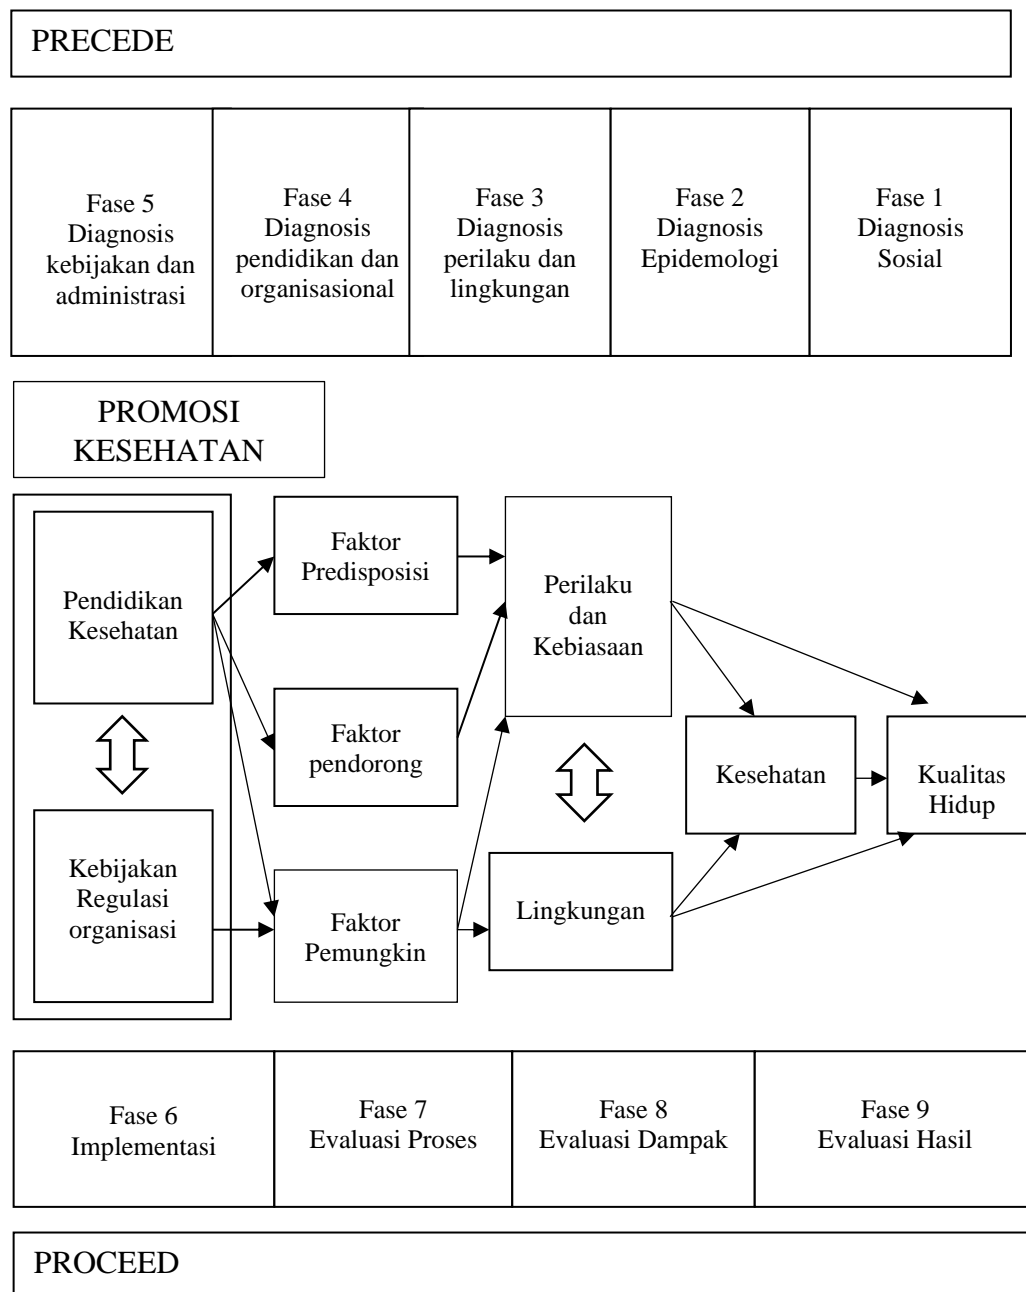 PRECEDE
Fase 5
Diagnosis
kebijakan dan
administrasi
Fase 4
Diagnosis
pendidikan dan
organisasional
Fase 3
Diagnosis
perilaku dan
lingkungan
Fase 2
Diagnosis
Epidemologi
Fase 1
Diagnosis
Sosial
PROMOSI
KESEHATAN
Pendidikan
Kesehatan
Kebijakan
Regulasi
organisasi
Faktor
Predisposisi
Faktor
pendorong
Faktor
Pemungkin
Perilaku
dan
Kebiasaan
Lingkungan
Kesehatan
Kualitas
Hidup
Fase 6
Implementasi
Fase 7
Evaluasi Proses
Fase 8
Evaluasi Dampak
Fase 9
Evaluasi Hasil
PROCEED